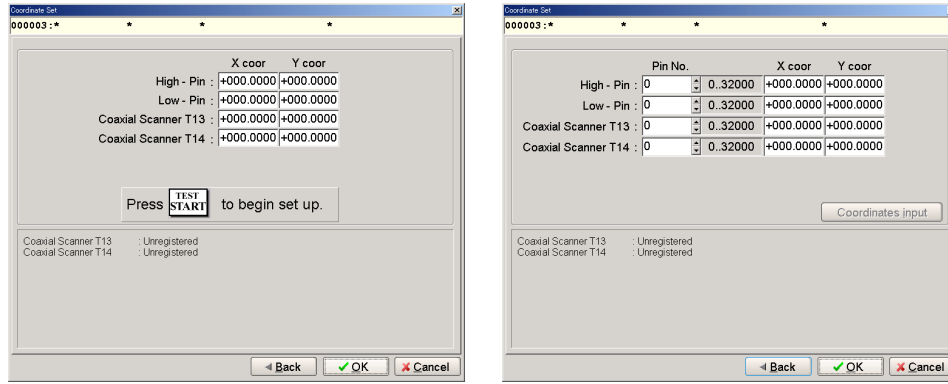 Coordinate Set
000003:* * * *
X coor Y coor
High - Pin : +000.0000 +000.0000
Low - Pin : +000.0000 +000.0000
Coaxial Scanner T13 : +000.0000 +000.0000
Coaxial Scanner T14 : +000.0000 +000.0000
Press TEST START to begin set up.
Coaxial Scanner T13 : Unregistered
Coaxial Scanner T14 : Unregistered
Back OK Cancel
Coordinate Set
000003:* * * *
Pin No. X coor Y coor
High - Pin : 0 0..32000 +000.0000 +000.0000
Low - Pin : 0 0..32000 +000.0000 +000.0000
Coaxial Scanner T13 : 0 0..32000 +000.0000 +000.0000
Coaxial Scanner T14 : 0 0..32000 +000.0000 +000.0000
Coordinates input
Coaxial Scanner T13 : Unregistered
Coaxial Scanner T14 : Unregistered
Back OK Cancel